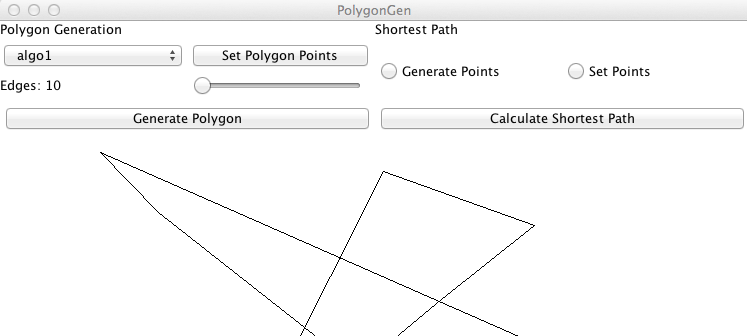 PolygonGen
Polygon Generation
Shortest Path
algo1
Set Polygon Points
Generate Points
Set Points
Edges: 10
Generate Polygon
Calculate Shortest Path